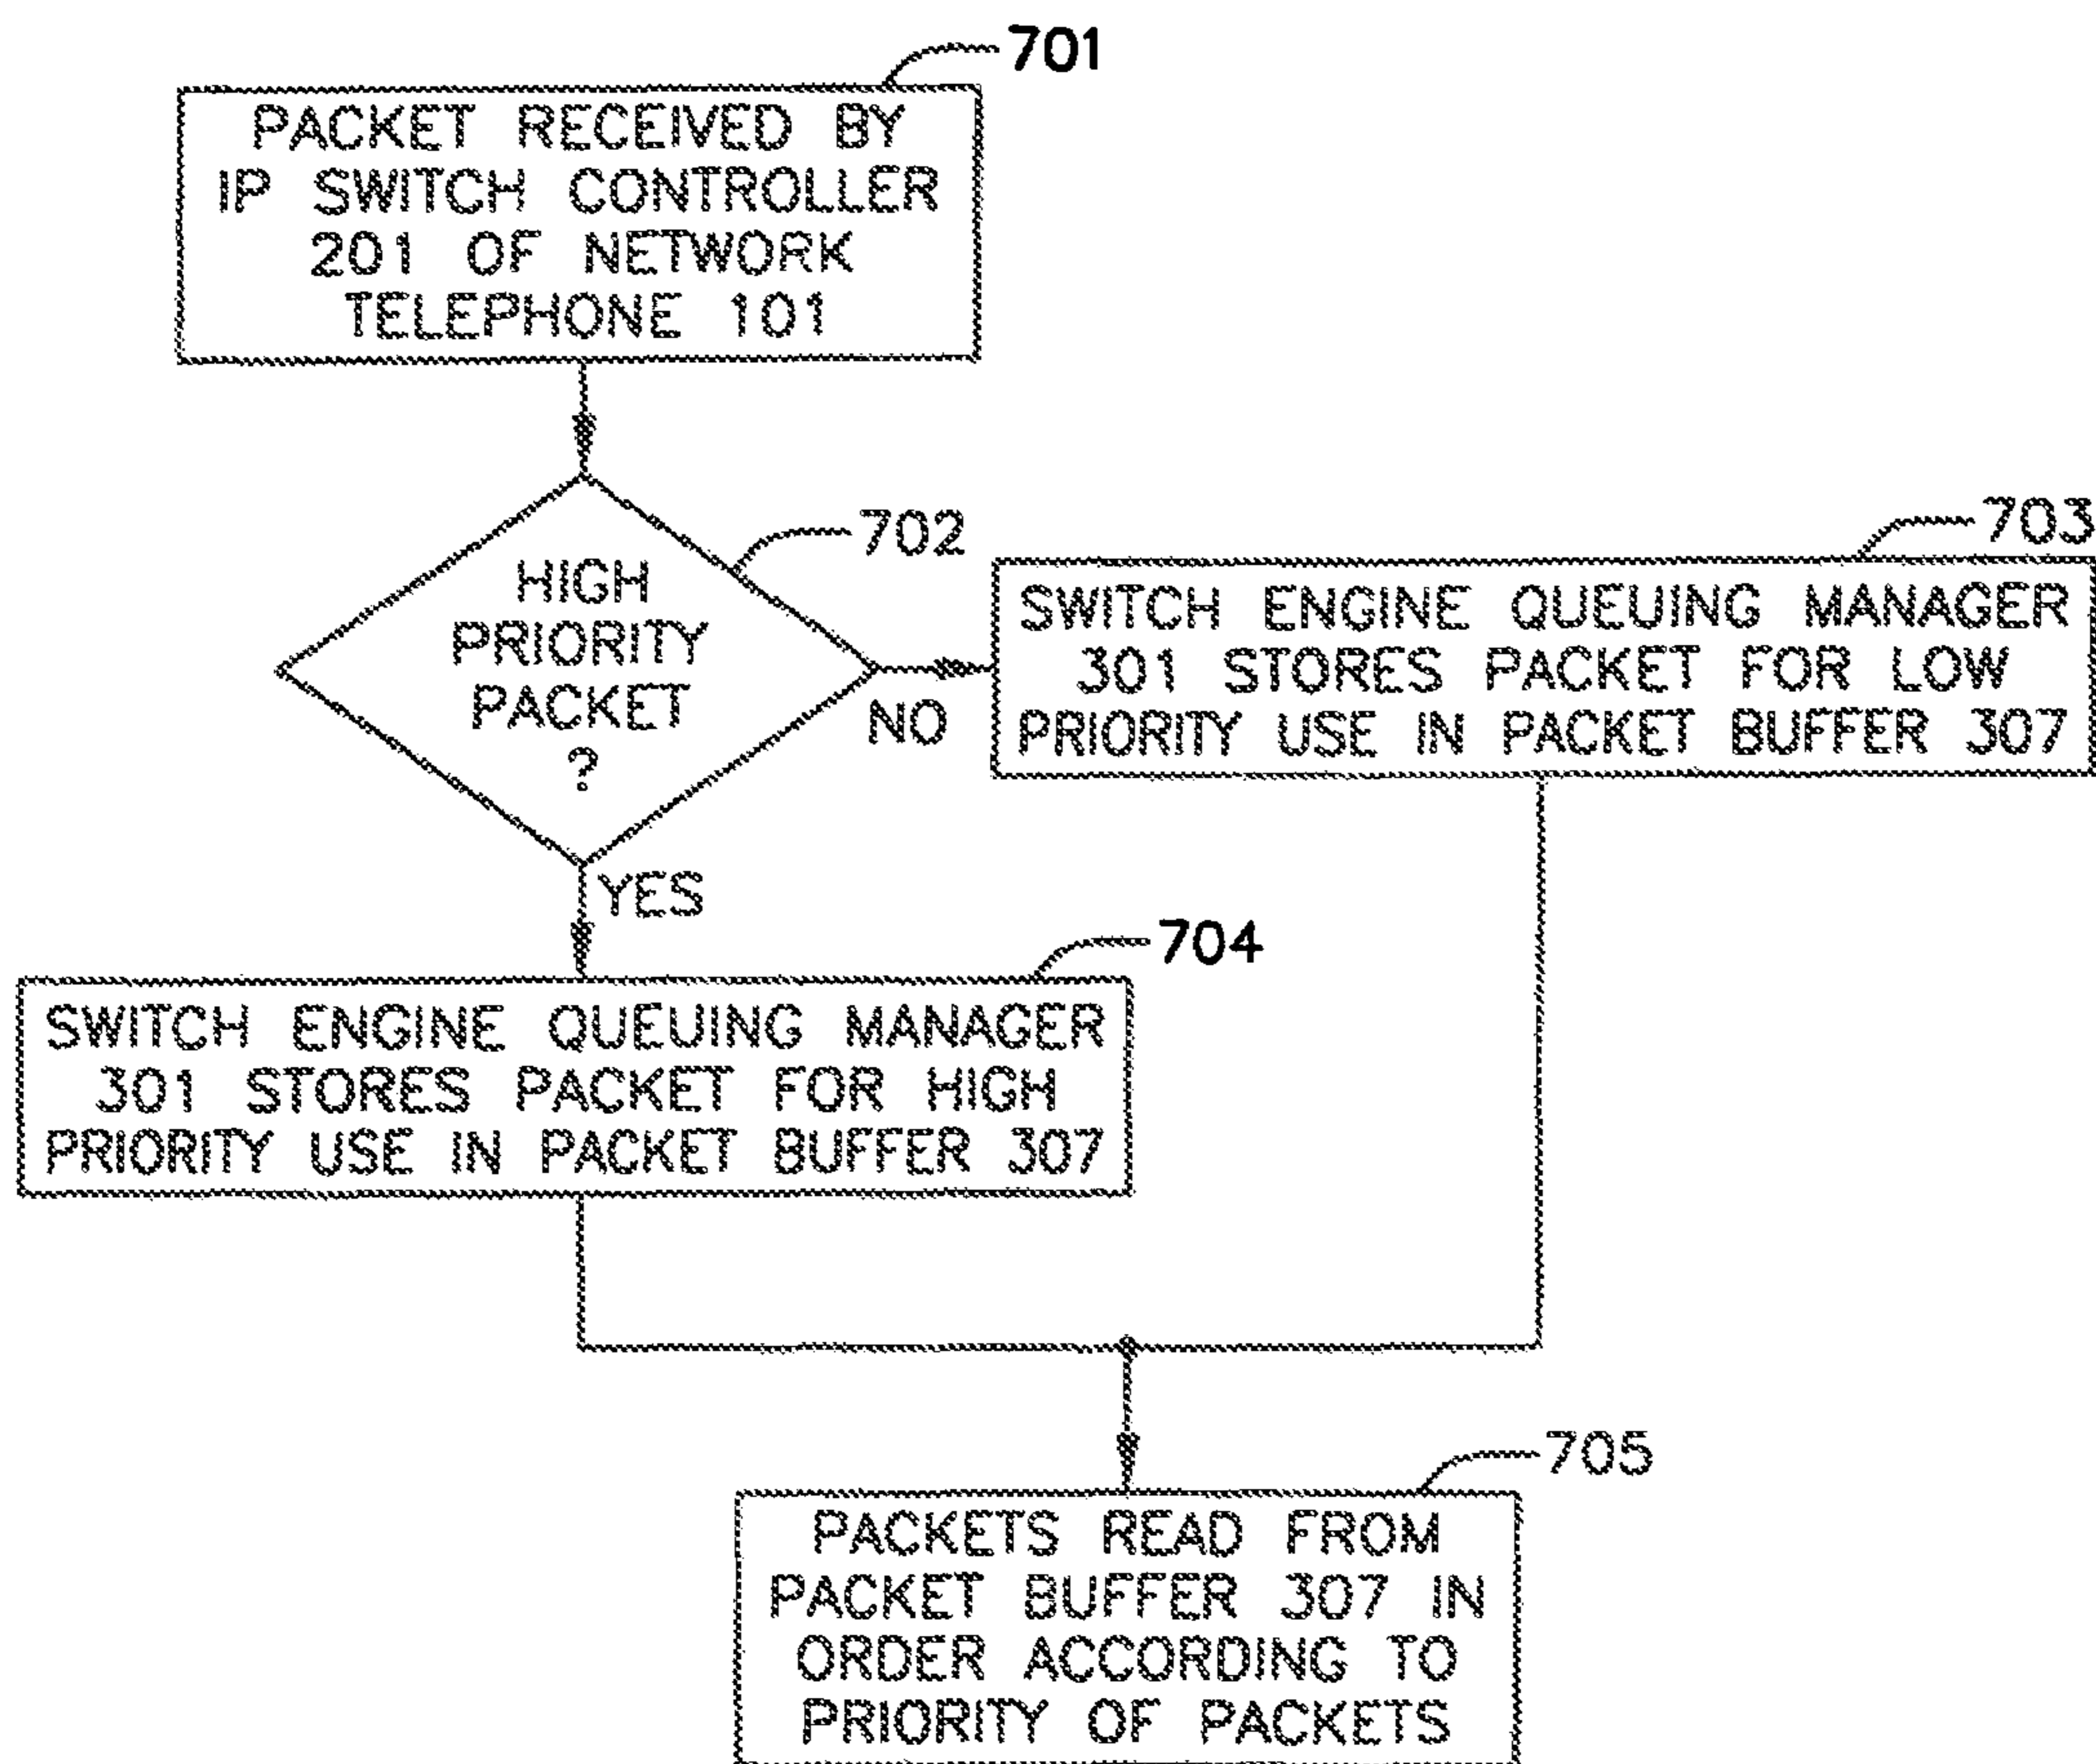 701
PACKET RECEIVED BY
IP SWITCH CONTROLLER
201 OF NETWORK
TELEPHONE 101
702
HIGH
PRIORITY
PACKET
?
NO
703
SWITCH ENGINE QUEUING MANAGER
301 STORES PACKET FOR LOW
PRIORITY USE IN PACKET BUFFER 307
YES
704
SWITCH ENGINE QUEUING MANAGER
301 STORES PACKET FOR HIGH
PRIORITY USE IN PACKET BUFFER 307
705
PACKETS READ FROM
PACKET BUFFER 307 IN
ORDER ACCORDING TO
PRIORITY OF PACKETS